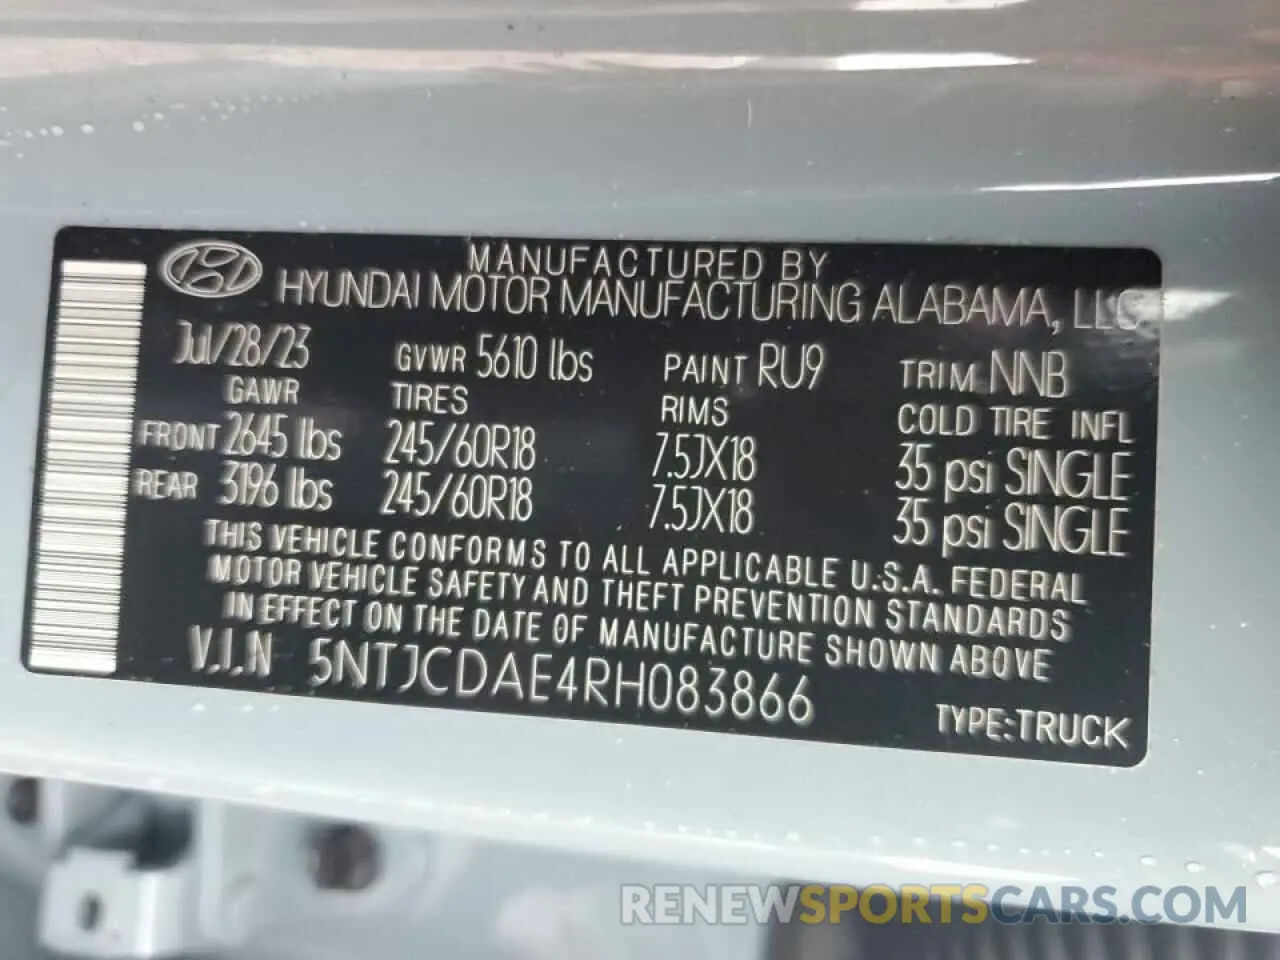 MANUFACTURED BY
HYUNDAI MOTOR MANUFACTURING ALABAMA, LLC
Jul/28/23 GVWR 5610 lbs PAINT RU9 TRIM NNB
GAWR TIRES RIMS COLD TIRE INFL
FRONT 2645 lbs 245/60R18 7.5JX18 35 psi SINGLE
REAR 3196 lbs 245/60R18 7.5JX18 35 psi SINGLE
THIS VEHICLE CONFORMS TO ALL APPLICABLE U.S.A. FEDERAL
MOTOR VEHICLE SAFETY AND THEFT PREVENTION STANDARDS
IN EFFECT ON THE DATE OF MANUFACTURE SHOWN ABOVE
V.I.N 5NTJCDAE4RH083866
TYPE:TRUCK
RENEWSPORTSCARS.COM